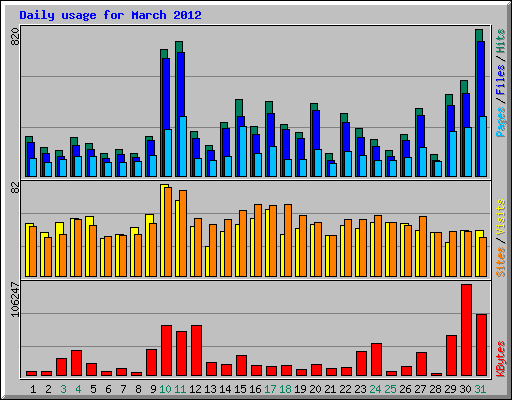 Daily usage for March 2012
820
Pages / Files / Hits
82
Sites / Visits
106247
KBytes
1 2 3 4 5 6 7 8 9 10 11 12 13 14 15 16 17 18 19 20 21 22 23 24 25 26 27 28 29 30 31